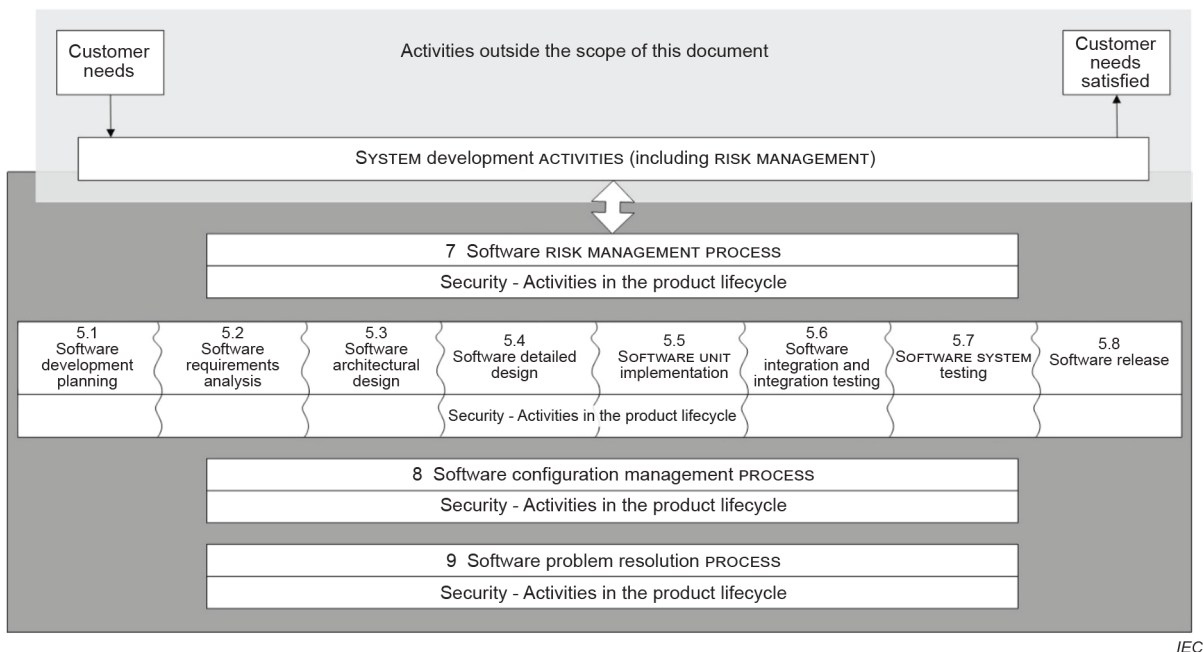 Customer
needs
Activities outside the scope of this document
Customer
needs
satisfied
SYSTEM development ACTIVITIES (including RISK MANAGEMENT)
7 Software RISK MANAGEMENT PROCESS
Security - Activities in the product lifecycle
5.1
Software
development
planning
5.2
Software
requirements
analysis
5.3
Software
architectural
design
5.4
Software detailed
design
5.5
SOFTWARE UNIT
implementation
5.6
Software
integration and
integration testing
5.7
SOFTWARE SYSTEM
testing
5.8
Software release
Security - Activities in the product lifecycle
8 Software configuration management PROCESS
Security - Activities in the product lifecycle
9 Software problem resolution PROCESS
Security - Activities in the product lifecycle
IEC